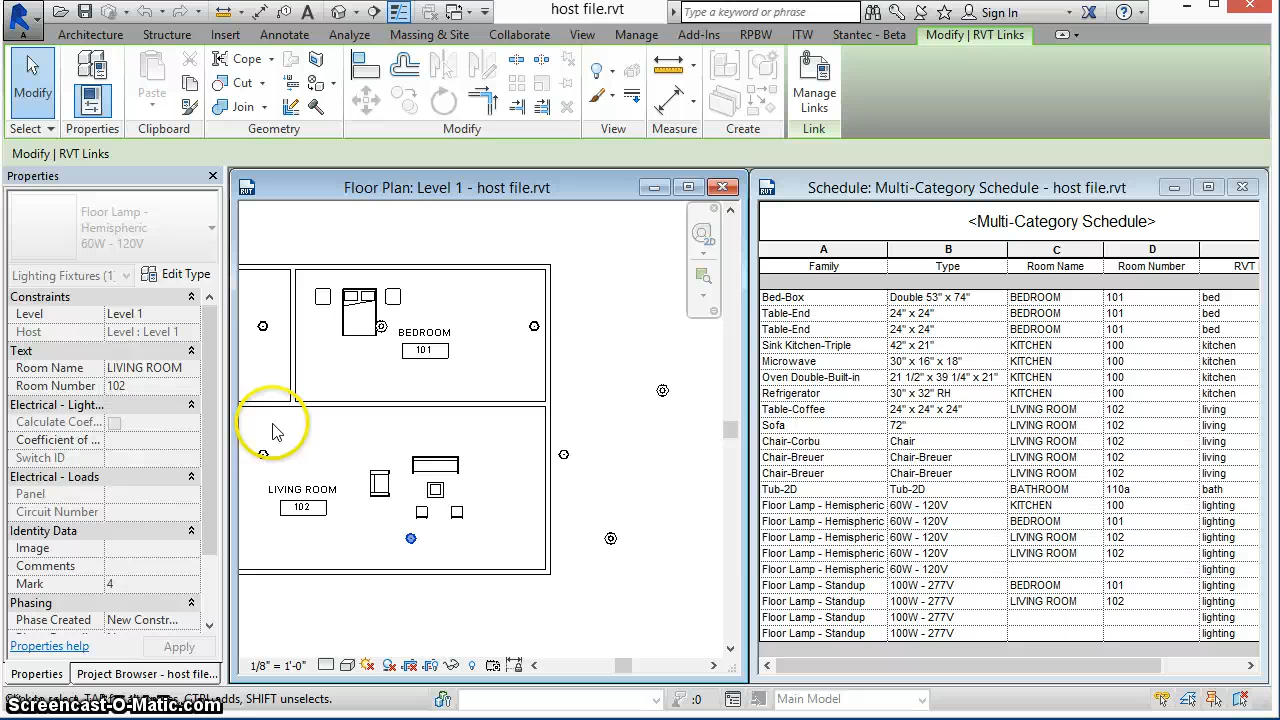 host file.rvt
Type a keyword or phrase
Sign In
Architecture Structure Insert Annotate Analyze Massing & Site Collaborate View Manage Add-Ins RPBW ITW Stantec - Beta Modify | RVT Links
Modify
Paste
Cope
Cut
Join
Manage Links
Select Properties Clipboard Geometry Modify View Measure Create Link
Modify | RVT Links
Properties
Floor Lamp -
Hemispheric
60W - 120V
Lighting Fixtures (1) Edit Type
Constraints
Level Level 1
Host Level : Level 1
Text
Room Name LIVING ROOM
Room Number 102
Electrical - Light...
Calculate Coef...
Coefficient of ...
Switch ID
Electrical - Loads
Panel
Circuit Number
Identity Data
Image
Comments
Mark 4
Phasing
Phase Created New Constr...
Properties help Apply
Properties Project Browser - host file...
Floor Plan: Level 1 - host file.rvt
2D
BEDROOM
101
LIVING ROOM
102
1/8" = 1'-0"
Schedule: Multi-Category Schedule - host file.rvt
<Multi-Category Schedule>
A B C D
Family Type Room Name Room Number RVT
Bed-Box Double 53" x 74" BEDROOM 101 bed
Table-End 24" x 24" BEDROOM 101 bed
Table-End 24" x 24" BEDROOM 101 bed
Sink Kitchen-Triple 42" x 21" KITCHEN 100 kitchen
Microwave 30" x 16" x 18" KITCHEN 100 kitchen
Oven Double-Built-in 21 1/2" x 39 1/4" x 21" KITCHEN 100 kitchen
Refrigerator 30" x 32" RH KITCHEN 100 kitchen
Table-Coffee 24" x 24" x 24" LIVING ROOM 102 living
Sofa 72" LIVING ROOM 102 living
Chair-Corbu Chair LIVING ROOM 102 living
Chair-Breuer Chair-Breuer LIVING ROOM 102 living
Chair-Breuer Chair-Breuer LIVING ROOM 102 living
Tub-2D Tub-2D BATHROOM 110a bath
Floor Lamp - Hemispheric 60W - 120V KITCHEN 100 lighting
Floor Lamp - Hemispheric 60W - 120V BEDROOM 101 lighting
Floor Lamp - Hemispheric 60W - 120V LIVING ROOM 102 lighting
Floor Lamp - Hemispheric 60W - 120V LIVING ROOM 102 lighting
Floor Lamp - Hemispheric 60W - 120V lighting
Floor Lamp - Standup 100W - 277V BEDROOM 101 lighting
Floor Lamp - Standup 100W - 277V LIVING ROOM 102 lighting
Floor Lamp - Standup 100W - 277V lighting
Floor Lamp - Standup 100W - 277V lighting
adds, SHIFT unselects.
:0
Main Model
Screencast-O-Matic.com